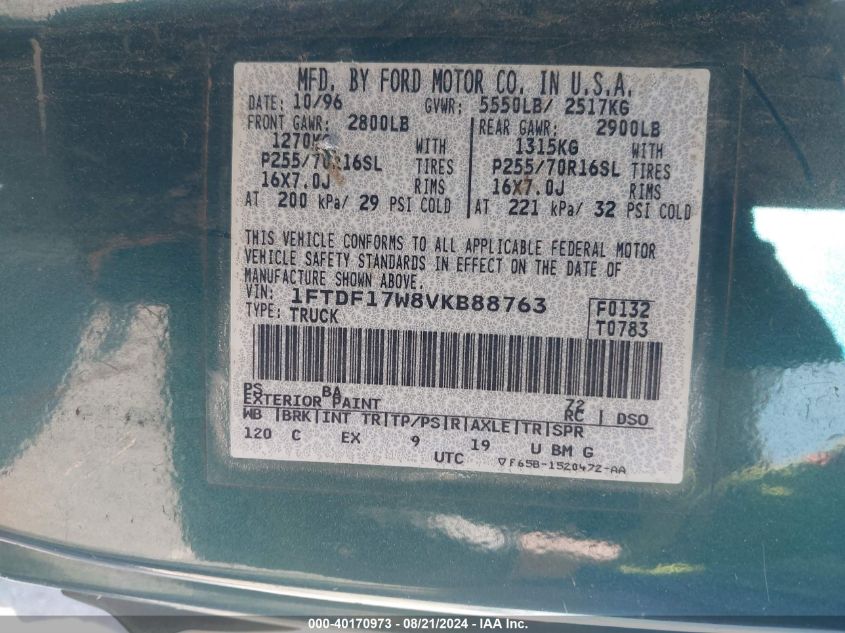 MFD. BY FORD MOTOR CO. IN U.S.A.
DATE: 10/96 GVWR: 5550LB/ 2517KG
FRONT GAWR: 2800LB REAR GAWR: 2900LB
1270KG WITH 1315KG WITH
P255/70R16SL TIRES P255/70R16SL TIRES
16X7.0J RIMS 16X7.0J RIMS
AT 200 kPa/ 29 PSI COLD AT 221 kPa/ 32 PSI COLD
THIS VEHICLE CONFORMS TO ALL APPLICABLE FEDERAL MOTOR
VEHICLE SAFETY STANDARDS IN EFFECT ON THE DATE OF
MANUFACTURE SHOWN ABOVE.
VIN: 1FTDF17W8VKB88763 F0132
TYPE: TRUCK T0783
PS BA 72
EXTERIOR PAINT RC DSO
WB BRK INT TR TP/PS R AXLE TR SPR
120 C EX 9 19 U BM G
UTC ▽F65B-1520472-AA
000-40170973 - 08/21/2024 - IAA Inc.